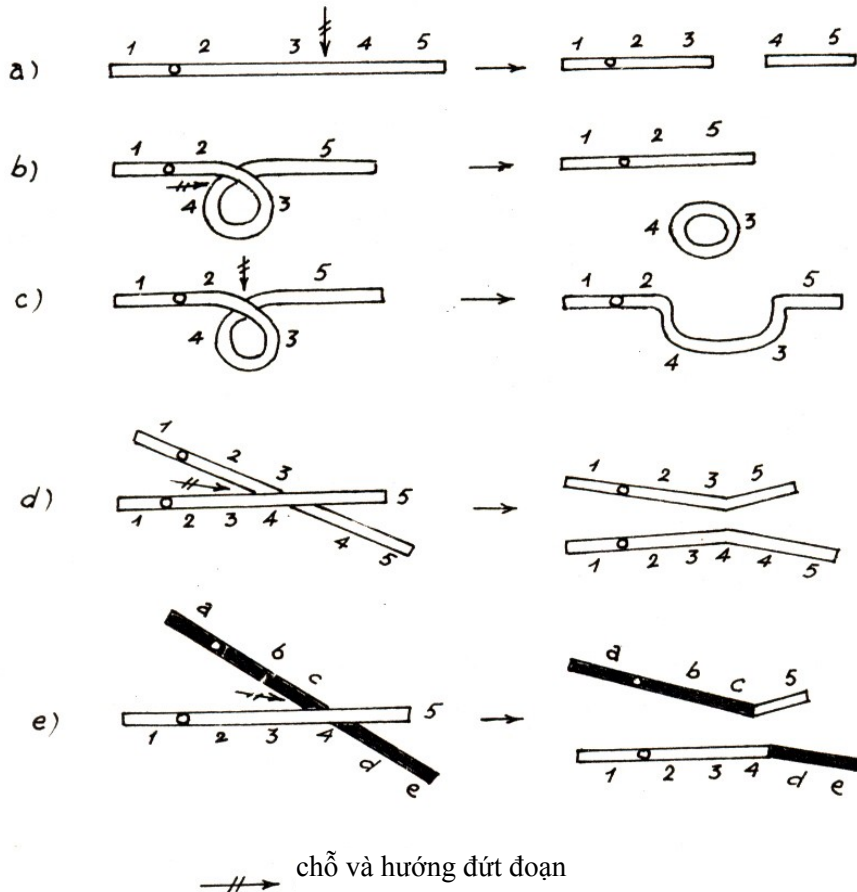 1 2 3 4 5 1 2 3 4 5
a)
1 2 5 1 2 5
b)
4 3 4 3
1 2 5 1 2 5
c)
4 3 4 3
1 2 3 1 2 3 5
d) 5
1 2 3 4 1 2 3 4 4 5
4 5
a b c a b c 5
e) 5
1 2 3 4 1 2 3 4 d e
d e
chỗ và hướng đứt đoạn